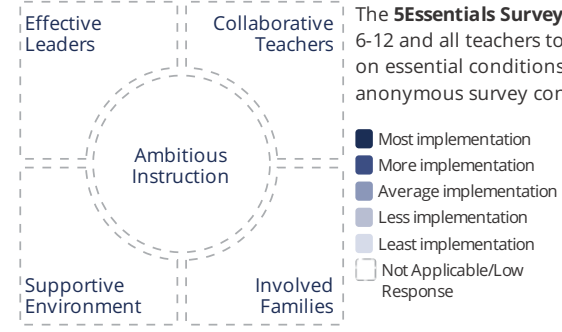 Effective
Leaders
Collaborative
Teachers
Ambitious
Instruction
Supportive
Environment
Involved
Families
The 5Essentials Survey
6-12 and all teachers to
on essential conditions
anonymous survey con
Most implementation
More implementation
Average implementation
Less implementation
Least implementation
Not Applicable/Low
Response